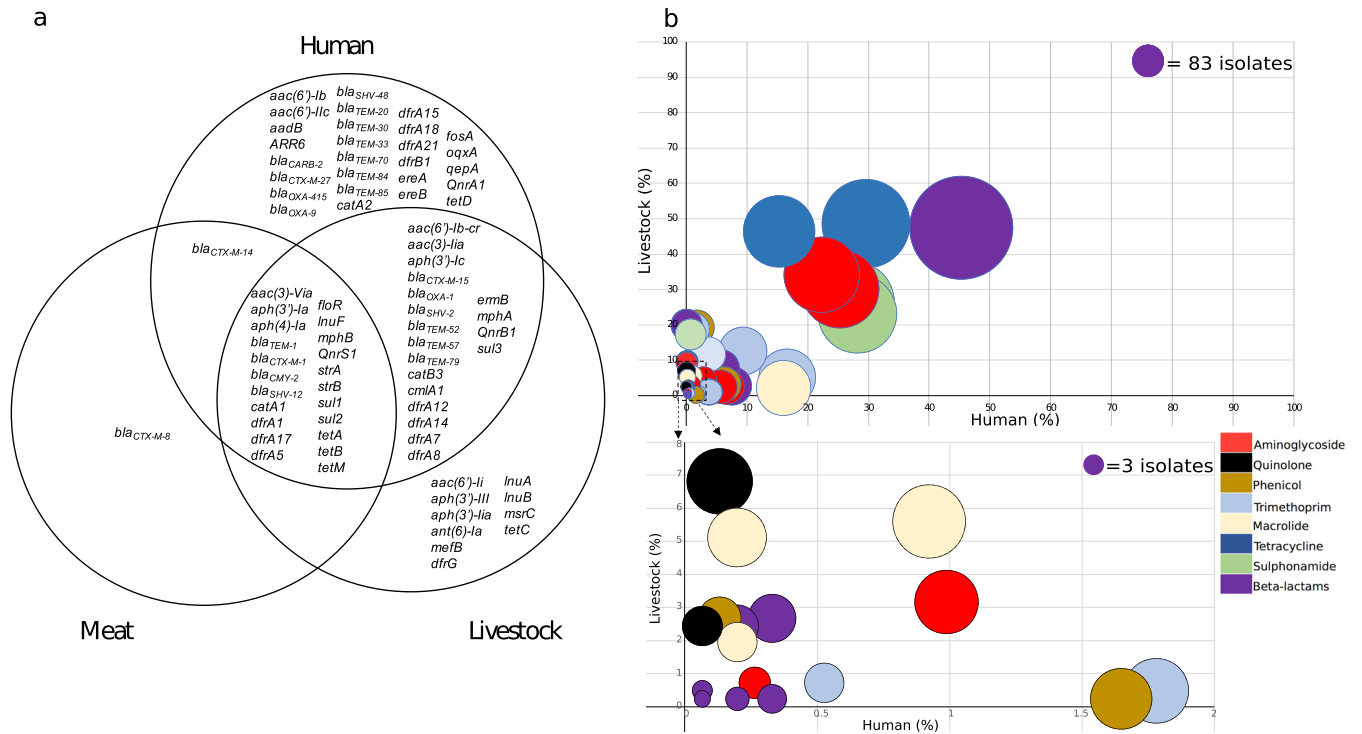 a
Human
aac(6')-Ib
aac(6')-IIc
aadB
ARR6
blaCARB-2
blaCTX-M-27
blaOXA-415
blaOXA-9
blaSHV-48
blaTEM-20
blaTEM-30
blaTEM-33
blaTEM-70
blaTEM-84
blaTEM-85
catA2
dfrA15
dfrA18
dfrA21
dfrB1
ereA
ereB
fosA
oqxA
qepA
QnrA1
tetD
blaCTX-M-14
aac(6')-Ib-cr
aac(3)-Iia
aph(3')-Ic
blaCTX-M-15
blaOXA-1
blaSHV-2
blaTEM-52
blaTEM-57
blaTEM-79
catB3
cmlA1
dfrA12
dfrA14
dfrA7
dfrA8
ermB
mphA
QnrB1
sul3
aac(3)-Via
aph(3')-Ia
aph(4)-Ia
blaTEM-1
blaCTX-M-1
blaCMY-2
blaSHV-12
catA1
dfrA1
dfrA17
dfrA5
floR
lnuF
mphB
QnrS1
strA
strB
sul1
sul2
tetA
tetB
tetM
blaCTX-M-8
aac(6')-Ii
aph(3')-III
aph(3')-Iia
ant(6)-Ia
mefB
dfrG
lnuA
lnuB
msrC
tetC
Meat
Livestock
b
= 83 isolates
Livestock (%)
100
90
80
70
60
50
40
30
20
10
0
0 10 20 30 40 50 60 70 80 90 100
Human (%)
=3 isolates
Livestock (%)
8
7
6
5
4
3
2
1
0
0 0.5 1 1.5 2
Human (%)
Aminoglycoside
Quinolone
Phenicol
Trimethoprim
Macrolide
Tetracycline
Sulphonamide
Beta-lactams